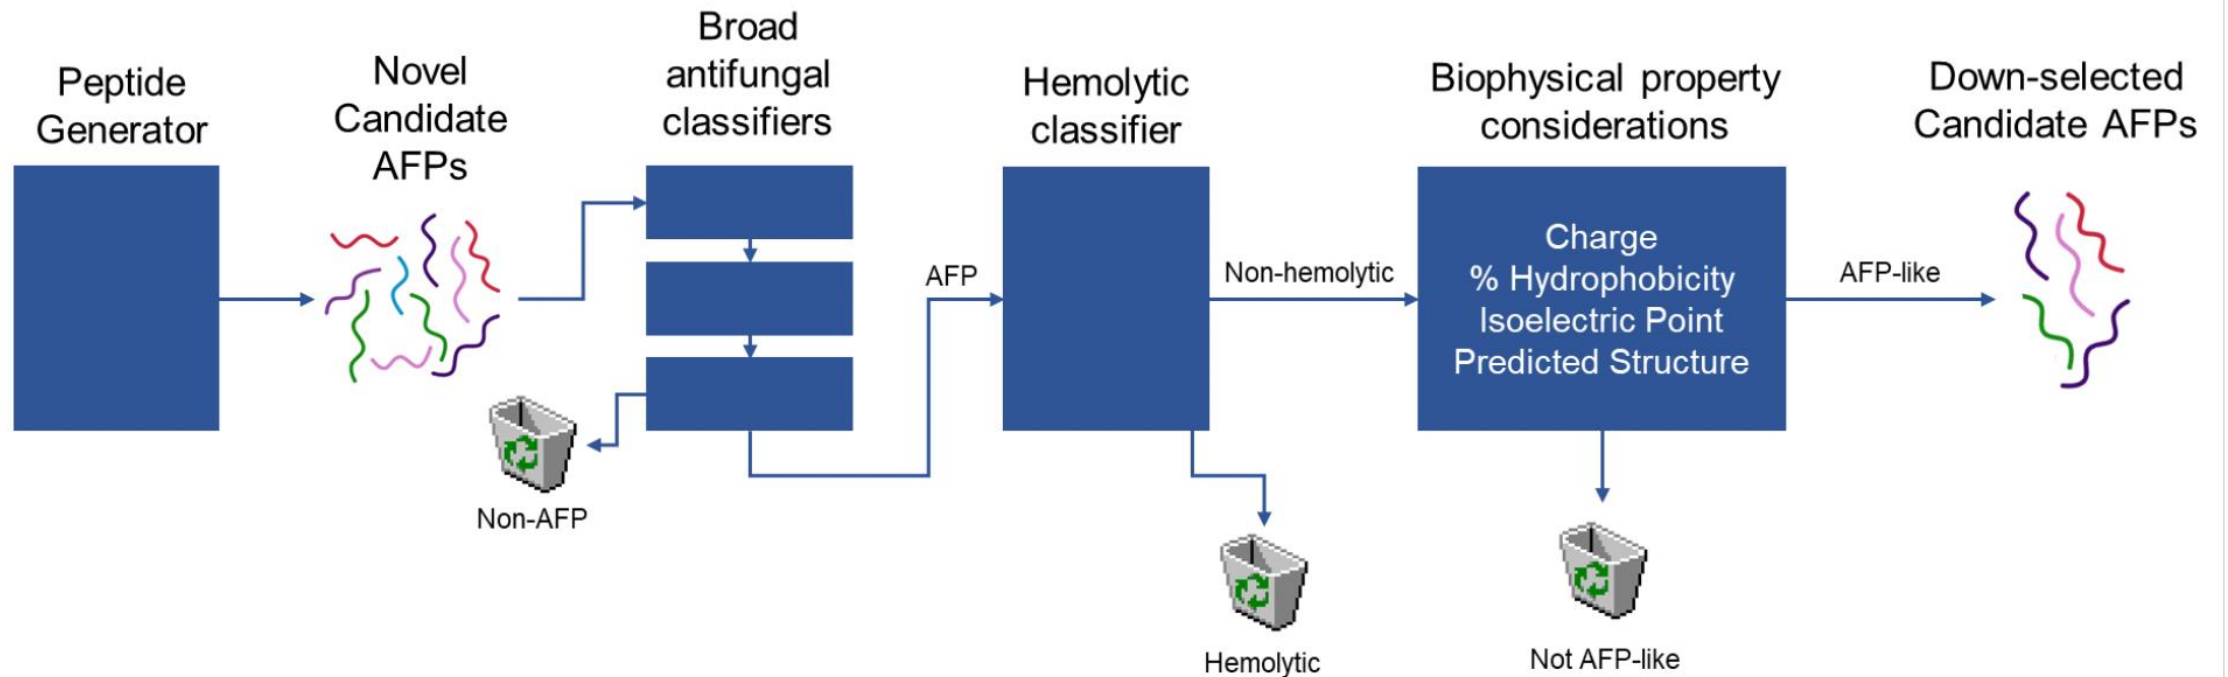 Peptide
Generator
Novel
Candidate
AFPs
Broad
antifungal
classifiers
Hemolytic
classifier
Biophysical property
considerations
Down-selected
Candidate AFPs
Charge
% Hydrophobicity
Isoelectric Point
Predicted Structure
AFP
Non-hemolytic
AFP-like
Non-AFP
Hemolytic
Not AFP-like